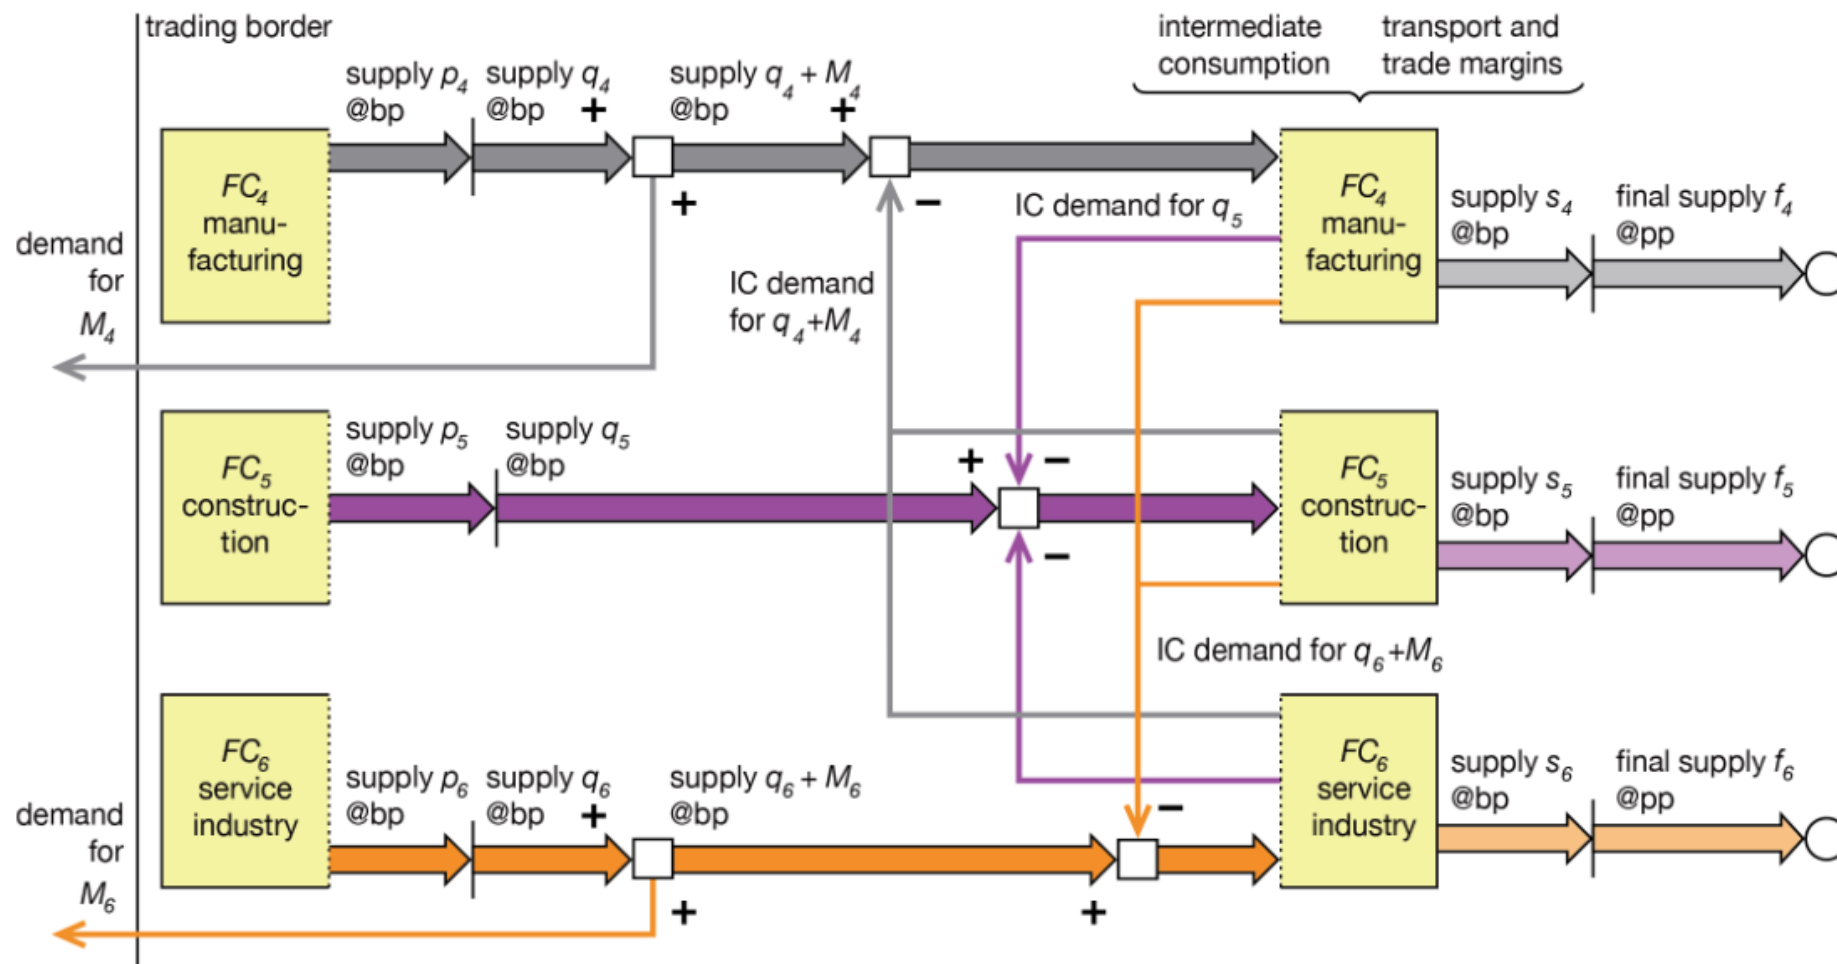 trading border
intermediate
consumption
transport and
trade margins
supply p4
@bp
supply q4
@bp
+
supply q4 + M4
@bp
+
FC4
manu-
facturing
+
−
IC demand for q5
FC4
manu-
facturing
supply s4
@bp
final supply f4
@pp
demand
for
M4
IC demand
for q4+M4
supply p5
@bp
supply q5
@bp
+
−
FC5
construc-
tion
−
FC5
construc-
tion
supply s5
@bp
final supply f5
@pp
IC demand for q6+M6
FC6
service
industry
supply p6
@bp
supply q6
@bp
+
supply q6 + M6
@bp
−
FC6
service
industry
supply s6
@bp
final supply f6
@pp
demand
for
M6
+
+